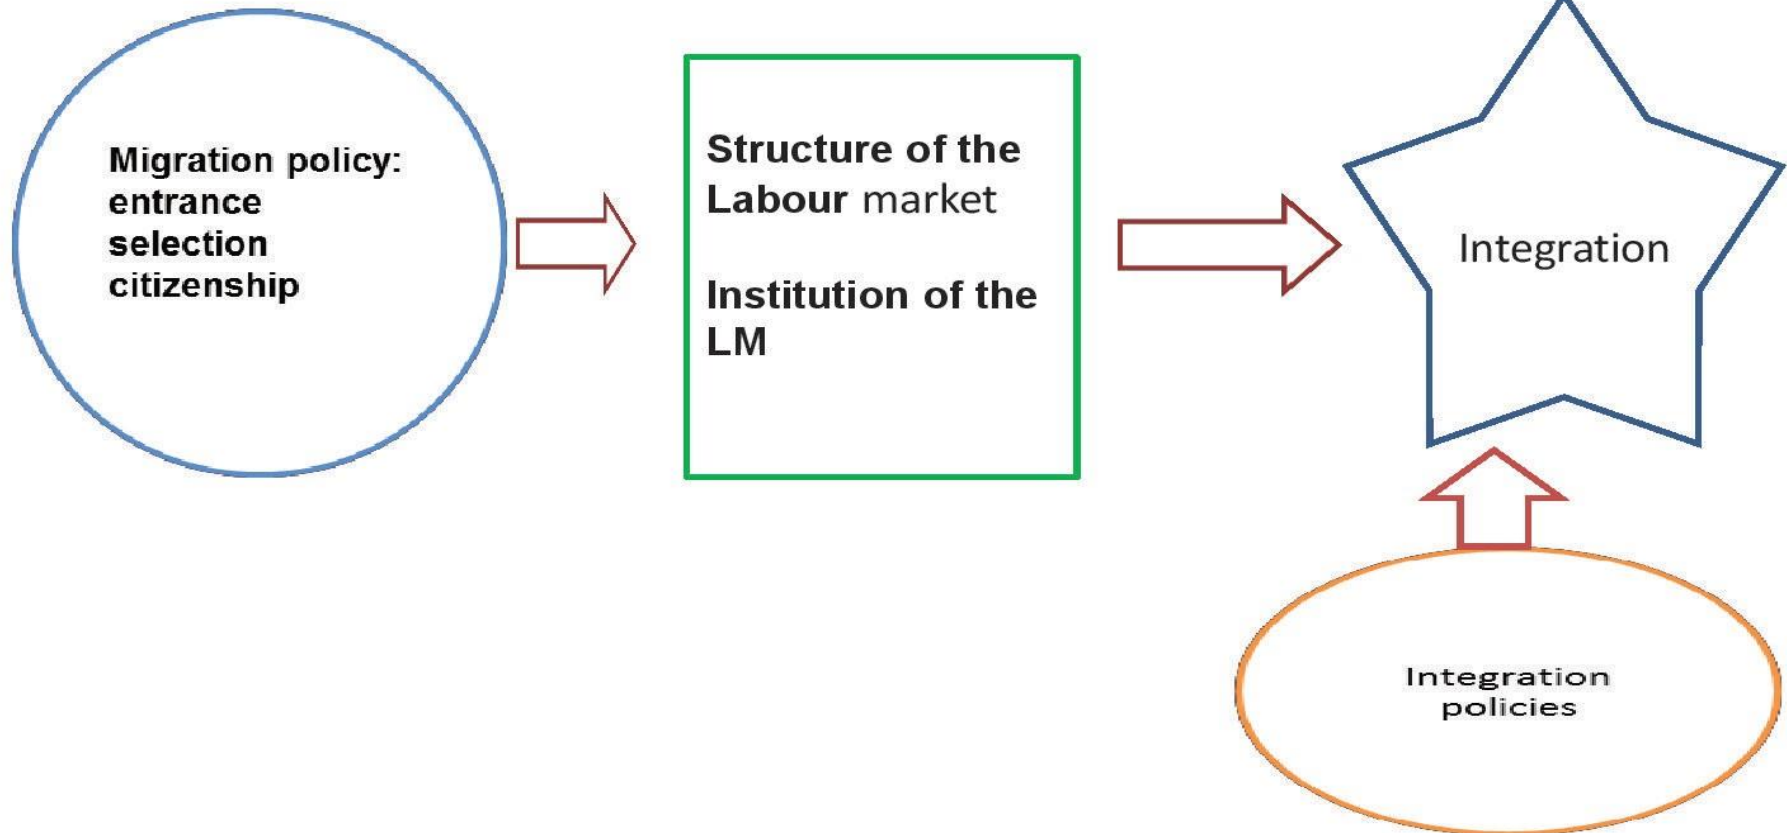 Migration policy:
entrance
selection
citizenship
Structure of the
Labour market
Institution of the
LM
Integration
Integration
policies